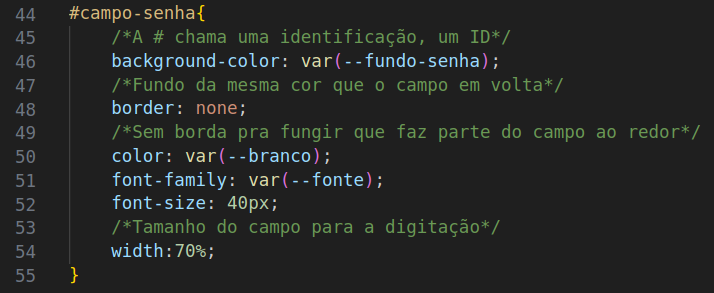 44 #campo-senha{
45 /*A # chama uma identificação, um ID*/
46 background-color: var(--fundo-senha);
47 /*Fundo da mesma cor que o campo em volta*/
48 border: none;
49 /*Sem borda pra fungir que faz parte do campo ao redor*/
50 color: var(--branco);
51 font-family: var(--fonte);
52 font-size: 40px;
53 /*Tamanho do campo para a digitação*/
54 width:70%;
55 }